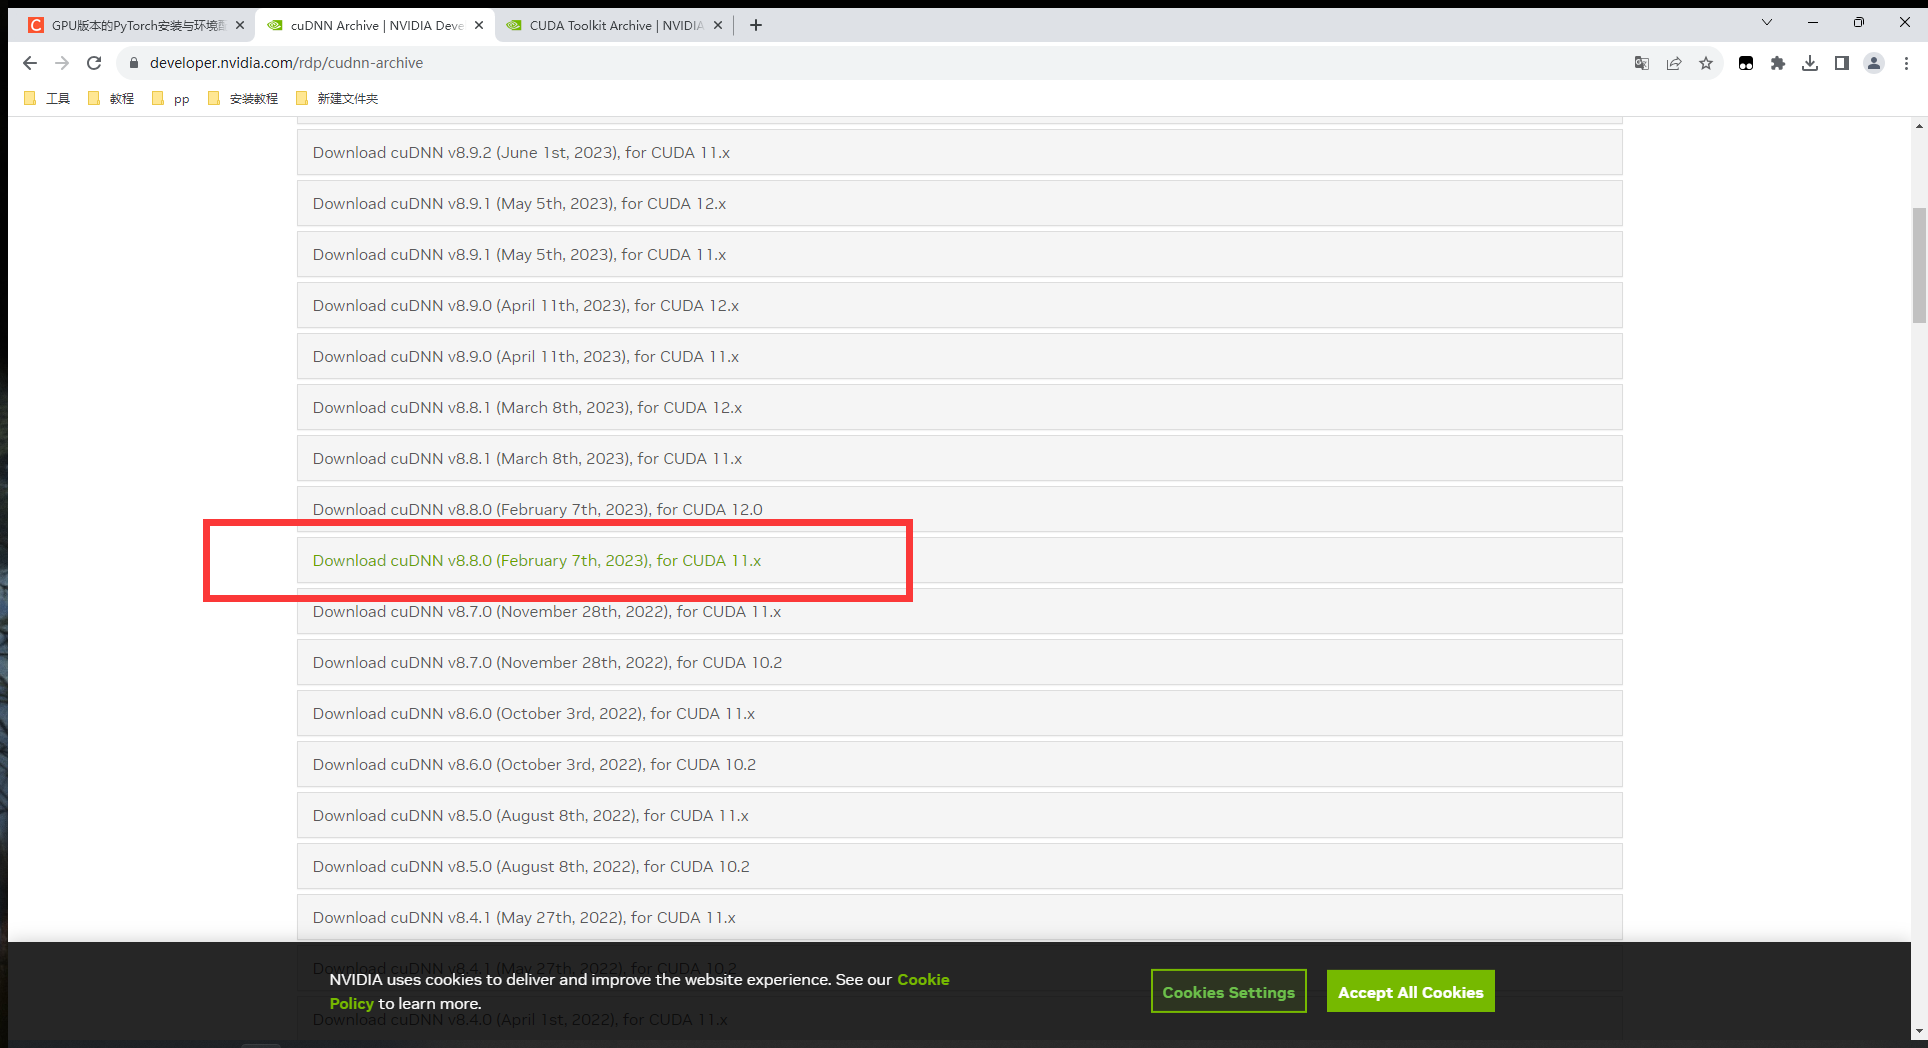 GPU版本的PyTorch安装与环境配
cuDNN Archive | NVIDIA Deve
CUDA Toolkit Archive | NVIDIA
developer.nvidia.com/rdp/cudnn-archive
工具 教程 pp 安装教程 新建文件夹
Download cuDNN v8.9.2 (June 1st, 2023), for CUDA 11.x
Download cuDNN v8.9.1 (May 5th, 2023), for CUDA 12.x
Download cuDNN v8.9.1 (May 5th, 2023), for CUDA 11.x
Download cuDNN v8.9.0 (April 11th, 2023), for CUDA 12.x
Download cuDNN v8.9.0 (April 11th, 2023), for CUDA 11.x
Download cuDNN v8.8.1 (March 8th, 2023), for CUDA 12.x
Download cuDNN v8.8.1 (March 8th, 2023), for CUDA 11.x
Download cuDNN v8.8.0 (February 7th, 2023), for CUDA 12.0
Download cuDNN v8.8.0 (February 7th, 2023), for CUDA 11.x
Download cuDNN v8.7.0 (November 28th, 2022), for CUDA 11.x
Download cuDNN v8.7.0 (November 28th, 2022), for CUDA 10.2
Download cuDNN v8.6.0 (October 3rd, 2022), for CUDA 11.x
Download cuDNN v8.6.0 (October 3rd, 2022), for CUDA 10.2
Download cuDNN v8.5.0 (August 8th, 2022), for CUDA 11.x
Download cuDNN v8.5.0 (August 8th, 2022), for CUDA 10.2
Download cuDNN v8.4.1 (May 27th, 2022), for CUDA 11.x
Download cuDNN v8.4.1 (May 27th, 2022), for CUDA 10.2
NVIDIA uses cookies to deliver and improve the website experience. See our Cookie
Policy to learn more.
Cookies Settings
Accept All Cookies
Download cuDNN v8.4.0 (April 1st, 2022), for CUDA 11.x